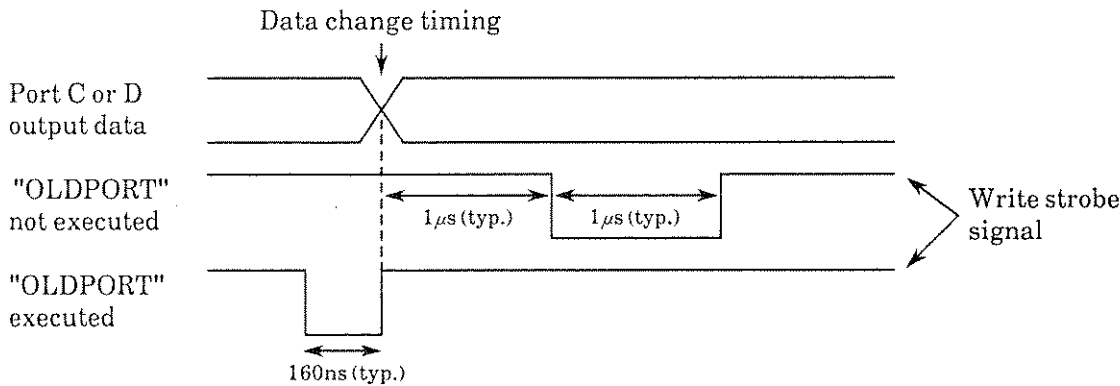 Data change timing
Port C or D
output data
"OLDPORT"
not executed
1μs (typ.)
1μs (typ.)
Write strobe
signal
"OLDPORT"
executed
160ns (typ.)